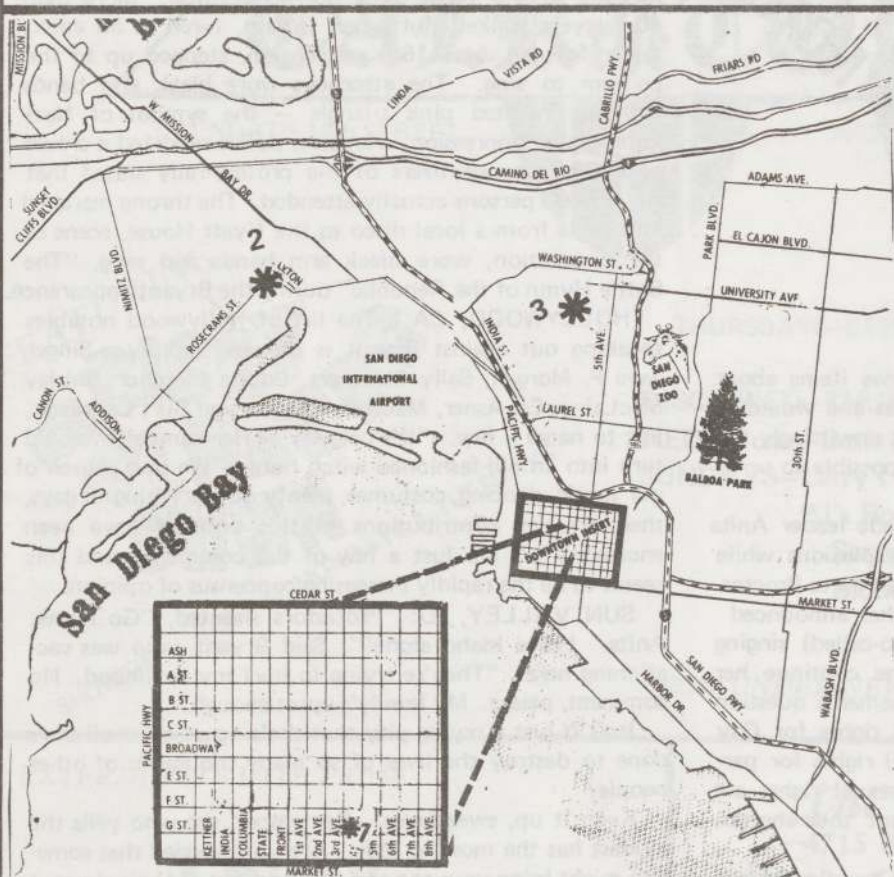 MISSION BL
LINDA
VISTA RD
FRIARS RD
CABRILLO FWY.
W. MISSION
BAY DR
CAMINO DEL RIO
ADAMS AVE.
SUNSET
CLIFFS BLVD.
NIMITZ BLVD.
2
ROSECRANS ST.
WASHINGTON ST.
PARK BLVD.
EL CAJON BLVD.
UNIVERSITY AVE.
3
5th AVE
INDIA ST.
SAN DIEGO
INTERNATIONAL
AIRPORT
SAN
DIEGO
ZOO
CANON ST.
ADDISON
LAUREL ST.
PACIFIC HWY
BALBOA PARK
30th ST.
San Diego Bay
DOWNTOWN INSET
MARKET ST.
HARBOR DR
SAN DIEGO FWY
WABASH BLVD
CEDAR ST.
PACIFIC HWY
ASH
A ST.
B ST.
C ST.
BROADWAY
E ST.
F ST.
G ST.
KETTNER
INDIA
COLUMBIA
STATE
FRONT
1st AVE.
2nd AVE.
3rd
5th AVE
6th AVE.
7th AVE.
8th AVE.
MARKET ST.